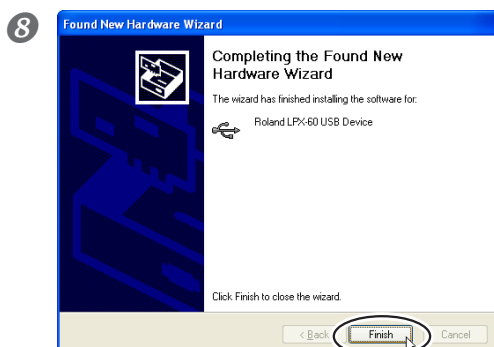 8
Found New Hardware Wizard
Completing the Found New
Hardware Wizard
The wizard has finished installing the software for:
Roland LPX-60 USB Device
Click Finish to close the wizard.
< Back Finish Cancel